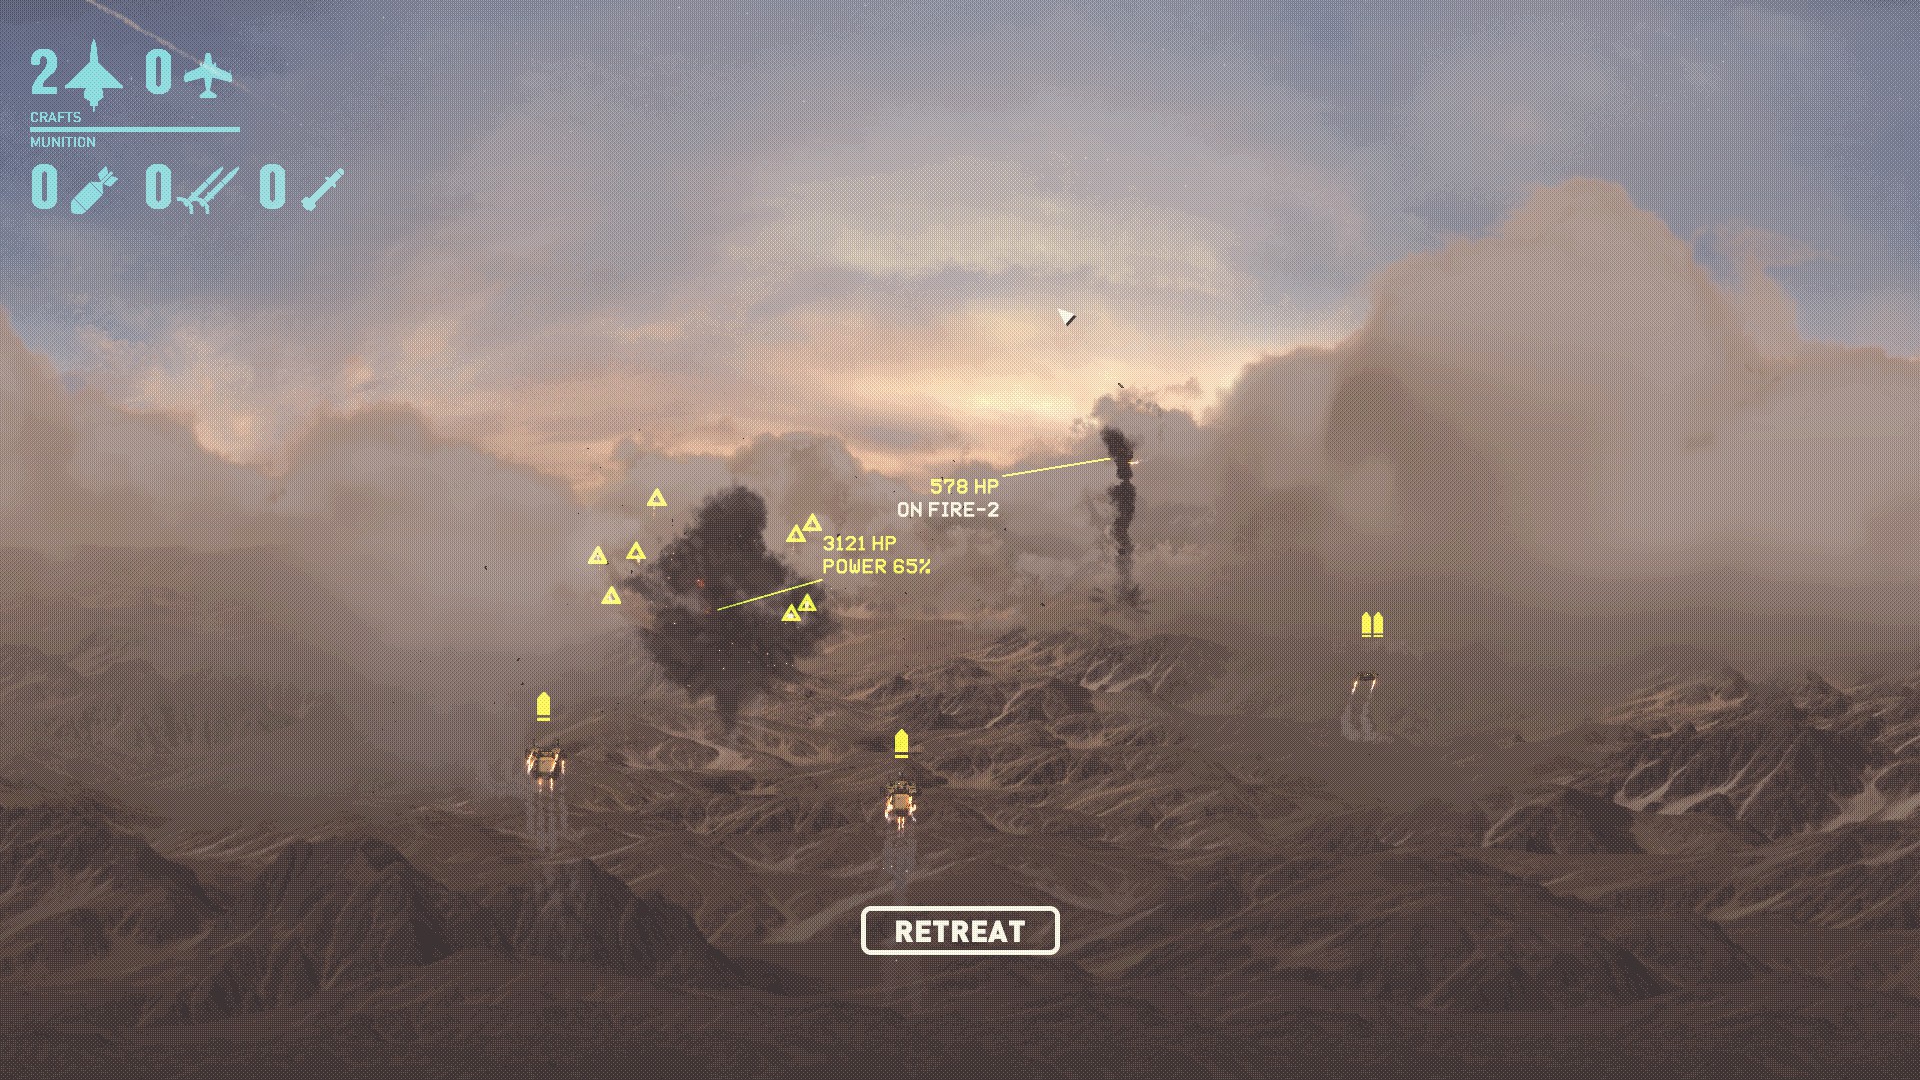 2 0
CRAFTS
MUNITION
0 0 0
578 HP
ON FIRE-2
3121 HP
POWER 65%
RETREAT